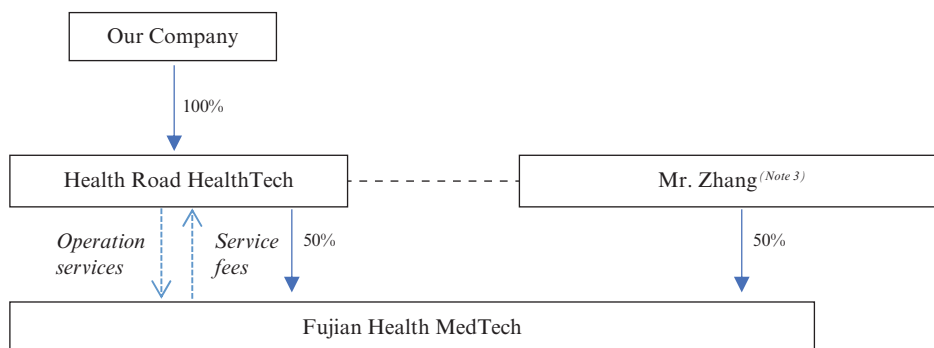 Our Company
100%
Health Road HealthTech
Mr. Zhang (Note 3)
Operation
services
Service
fees
50%
50%
Fujian Health MedTech